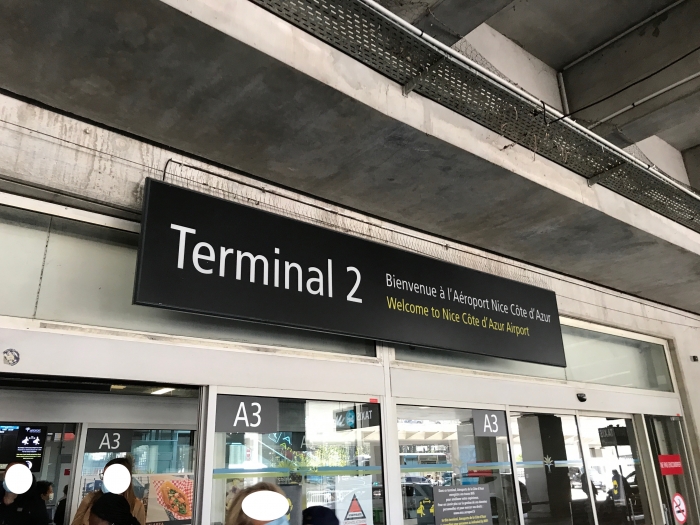 Terminal 2
Bienvenue à l'Aéroport Nice Côte d'Azur
Welcome to Nice Côte d'Azur Airport
A3
A3
A3